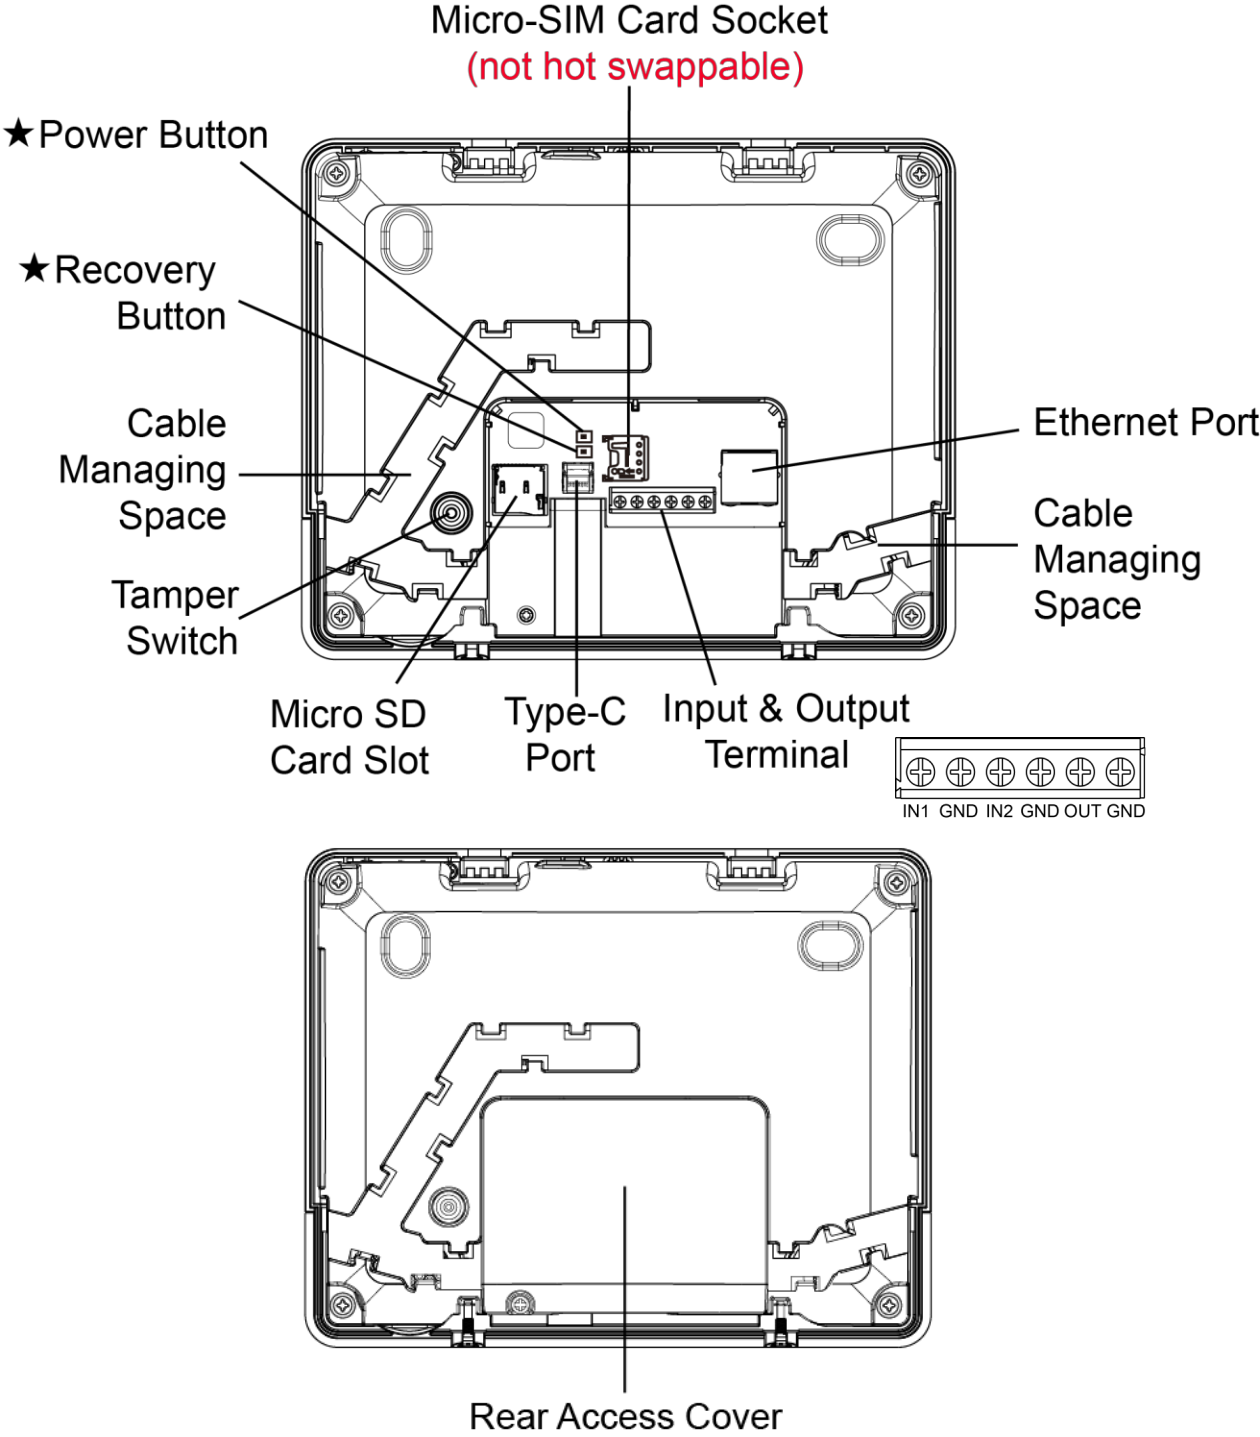 Micro-SIM Card Socket
(not hot swappable)
★Power Button
★Recovery
Button
Cable
Managing
Space
Tamper
Switch
Ethernet Port
Cable
Managing
Space
Micro SD
Card Slot
Type-C
Port
Input & Output
Terminal
IN1 GND IN2 GND OUT GND
Rear Access Cover